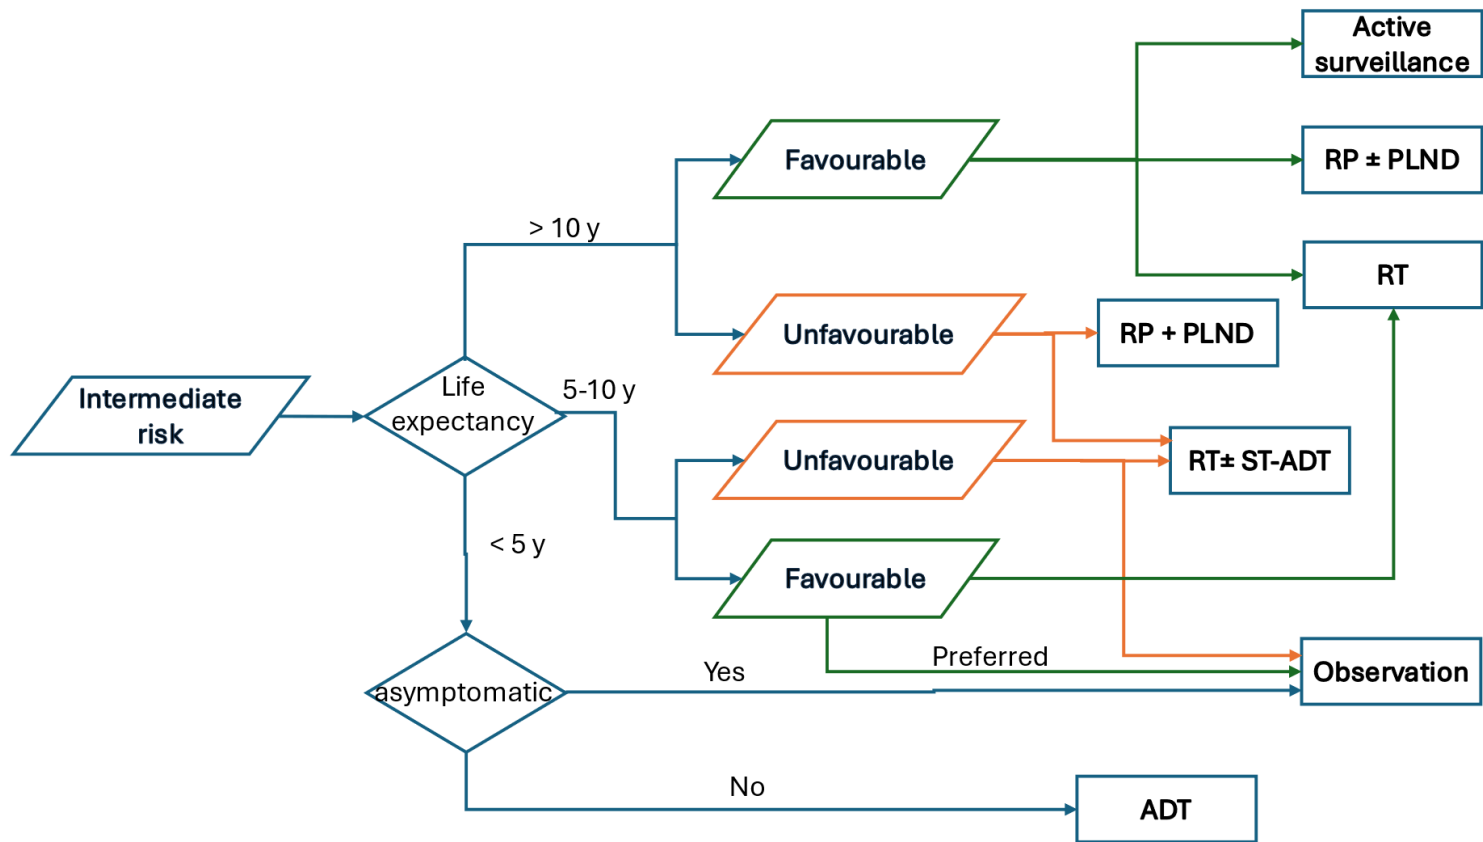 Active
surveillance
Favourable
RP ± PLND
> 10 y
RT
Unfavourable
RP + PLND
Intermediate
risk
Life
expectancy
5-10 y
Unfavourable
RT± ST-ADT
< 5 y
Favourable
Preferred
Observation
asymptomatic
Yes
No
ADT